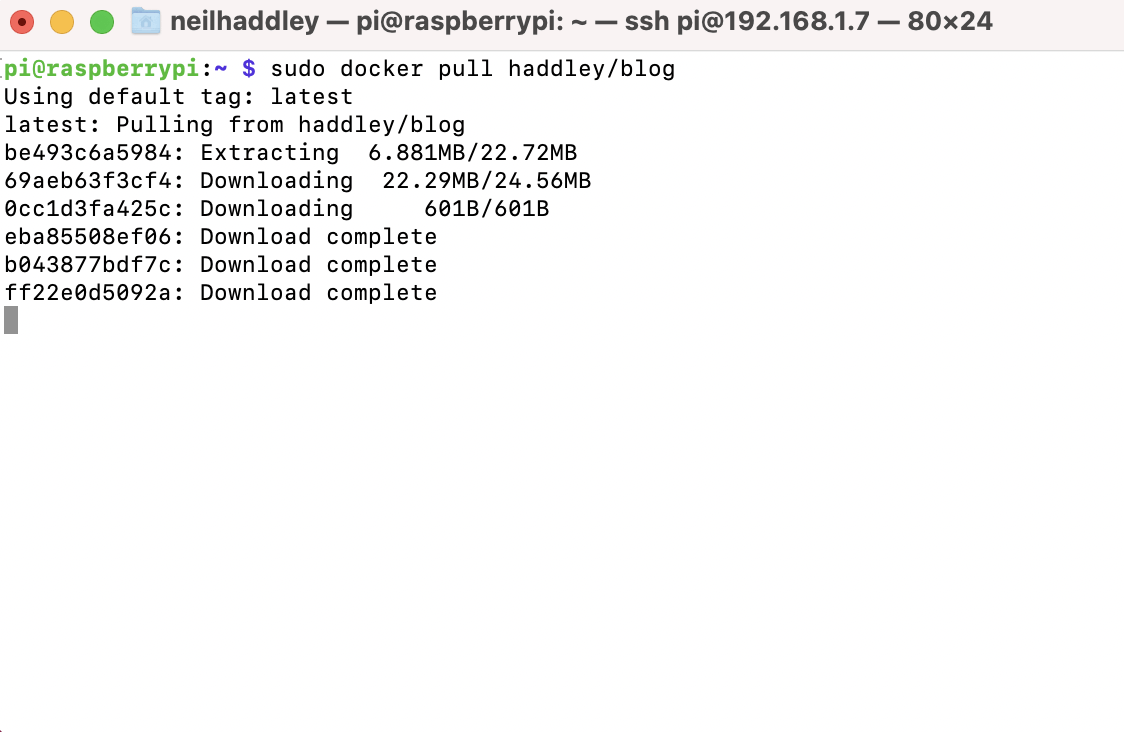 neilhaddley — pi@raspberrypi: ~ — ssh pi@192.168.1.7 — 80×24
pi@raspberrypi:~ $ sudo docker pull haddley/blog
Using default tag: latest
latest: Pulling from haddley/blog
be493c6a5984: Extracting  6.881MB/22.72MB
69aeb63f3cf4: Downloading  22.29MB/24.56MB
0cc1d3fa425c: Downloading     601B/601B
eba85508ef06: Download complete
b043877bdf7c: Download complete
ff22e0d5092a: Download complete